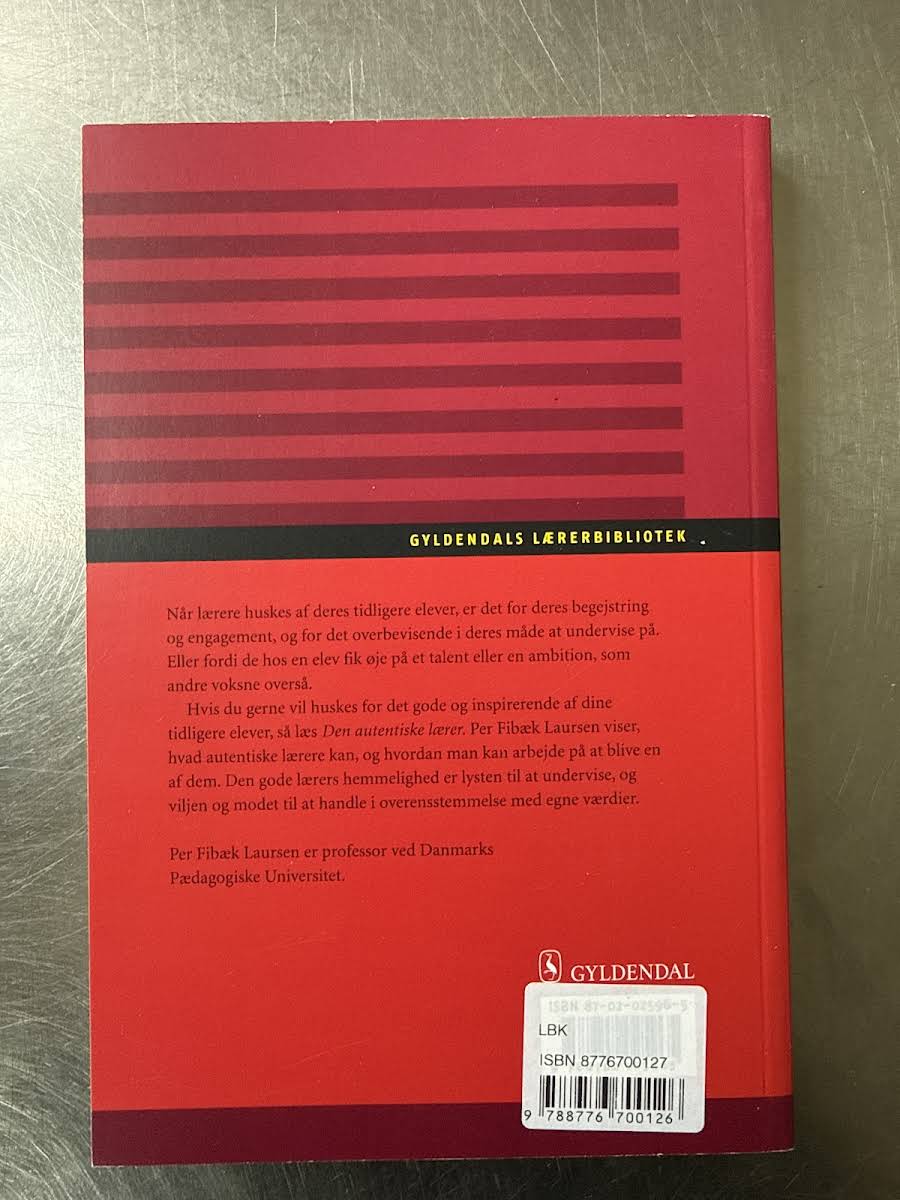 GYLDENDALS LÆRERBIBLIOTEK
Når lærere huskes af deres tidligere elever, er det for deres begejstring
og engagement, og for det overbevisende i deres måde at undervise på.
Eller fordi de hos en elev fik øje på et talent eller en ambition, som
andre voksne overså.
Hvis du gerne vil huskes for det gode og inspirerende af dine
tidligere elever, så læs Den autentiske lærer. Per Fibæk Laursen viser,
hvad autentiske lærere kan, og hvordan man kan arbejde på at blive en
af dem. Den gode lærers hemmelighed er lysten til at undervise, og
viljen og modet til at handle i overensstemmelse med egne værdier.
Per Fibæk Laursen er professor ved Danmarks
Pædagogiske Universitet.
GYLDENDAL
ISBN 87-02-02596-5
LBK
ISBN 8776700127
9 788776 700126